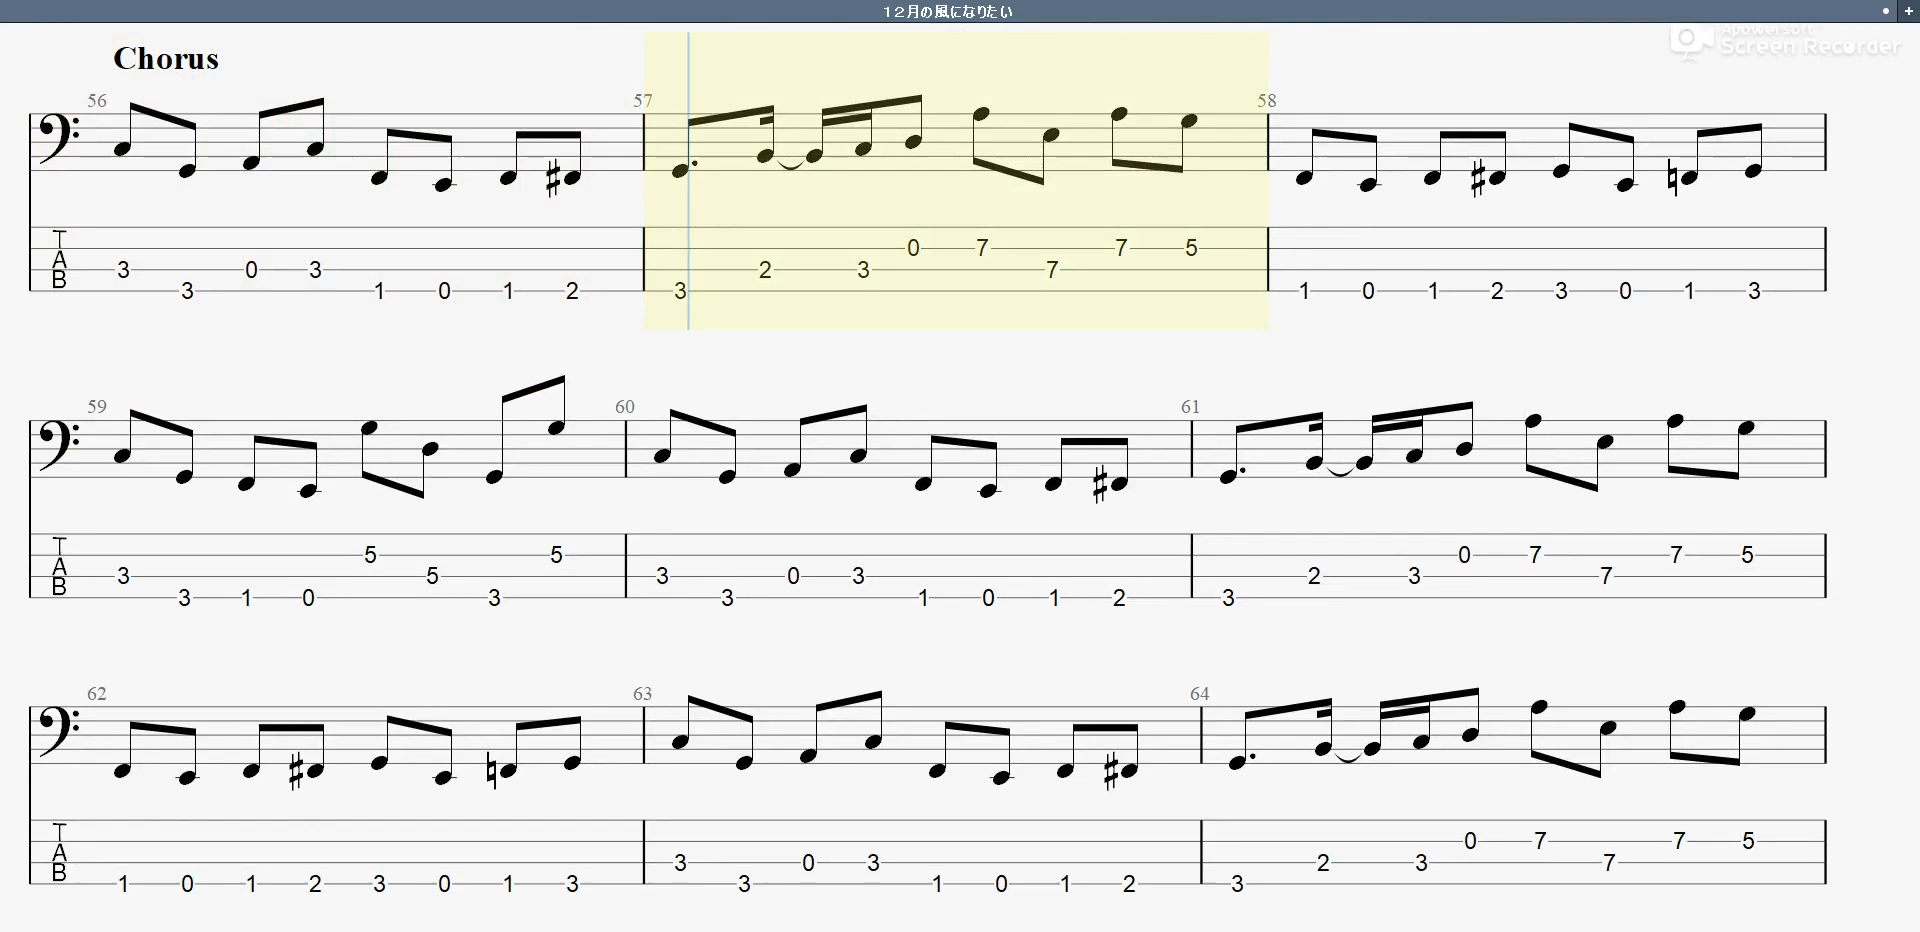 12月の風になりたい
Apowersoft
Screen Recorder
Chorus
56 57 58
T
A
B
3 3 0 3 1 0 1 2 3 2 3 0 7 7 7 5 1 0 1 2 3 0 1 3
59 60 61
T
A
B
3 3 1 0 5 5 3 5 3 3 0 3 1 0 1 2 3 2 3 0 7 7 7 5
62 63 64
T
A
B
1 0 1 2 3 0 1 3 3 3 0 3 1 0 1 2 3 2 3 0 7 7 7 5